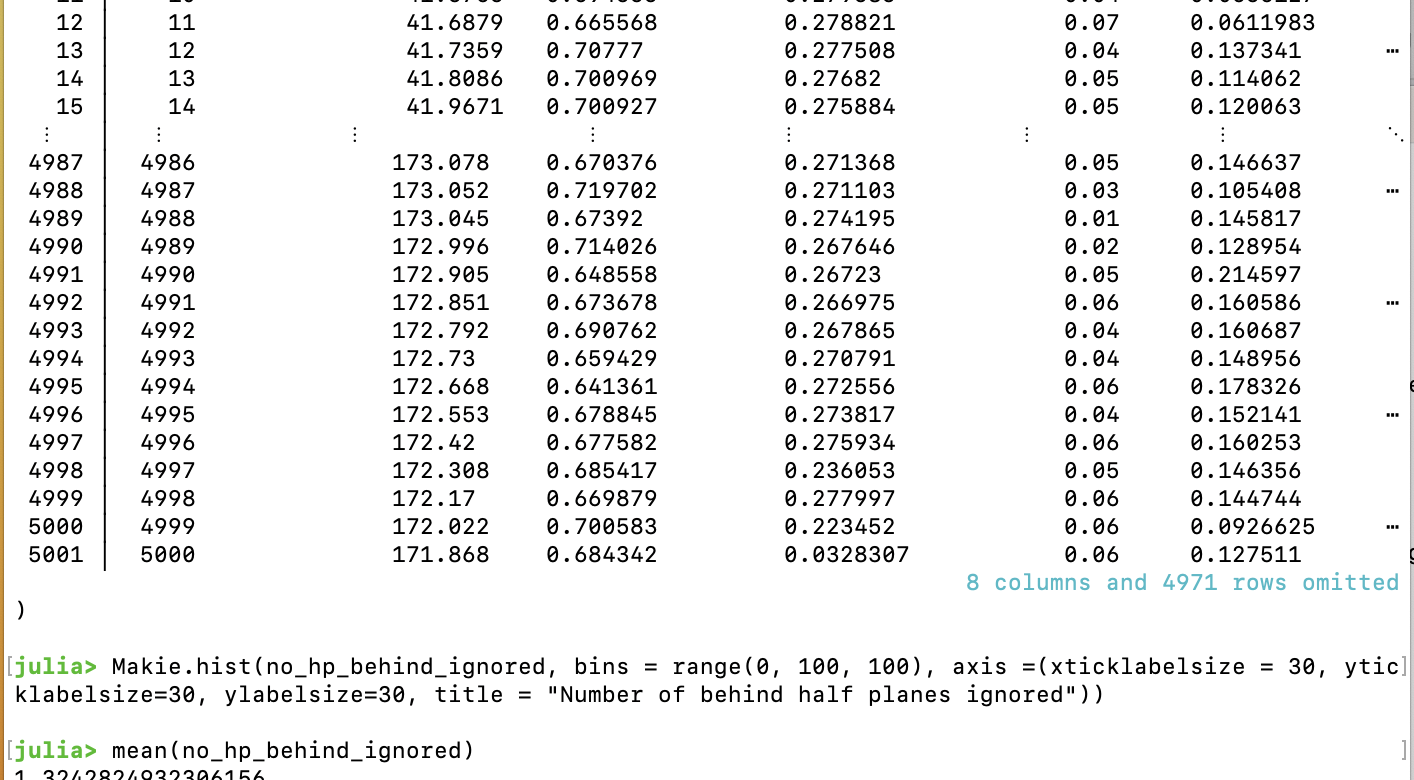 12 11 41.6879 0.665568 0.278821 0.07 0.0611983
13 12 41.7359 0.70777 0.277508 0.04 0.137341 ⋯
14 13 41.8086 0.700969 0.27682 0.05 0.114062
15 14 41.9671 0.700927 0.275884 0.05 0.120063
⋮ ⋮ ⋮ ⋮ ⋮ ⋮ ⋮ ⋱
4987 4986 173.078 0.670376 0.271368 0.05 0.146637
4988 4987 173.052 0.719702 0.271103 0.03 0.105408 ⋯
4989 4988 173.045 0.67392 0.274195 0.01 0.145817
4990 4989 172.996 0.714026 0.267646 0.02 0.128954
4991 4990 172.905 0.648558 0.26723 0.05 0.214597
4992 4991 172.851 0.673678 0.266975 0.06 0.160586 ⋯
4993 4992 172.792 0.690762 0.267865 0.04 0.160687
4994 4993 172.73 0.659429 0.270791 0.04 0.148956
4995 4994 172.668 0.641361 0.272556 0.06 0.178326
4996 4995 172.553 0.678845 0.273817 0.04 0.152141 ⋯
4997 4996 172.42 0.677582 0.275934 0.06 0.160253
4998 4997 172.308 0.685417 0.236053 0.05 0.146356
4999 4998 172.17 0.669879 0.277997 0.06 0.144744
5000 4999 172.022 0.700583 0.223452 0.06 0.0926625 ⋯
5001 5000 171.868 0.684342 0.0328307 0.06 0.127511
8 columns and 4971 rows omitted
)
[julia> Makie.hist(no_hp_behind_ignored, bins = range(0, 100, 100), axis =(xticklabelsize = 30, ytic]
klabelsize=30, ylabelsize=30, title = "Number of behind half planes ignored"))
[julia> mean(no_hp_behind_ignored) ]
1.3242824932306156